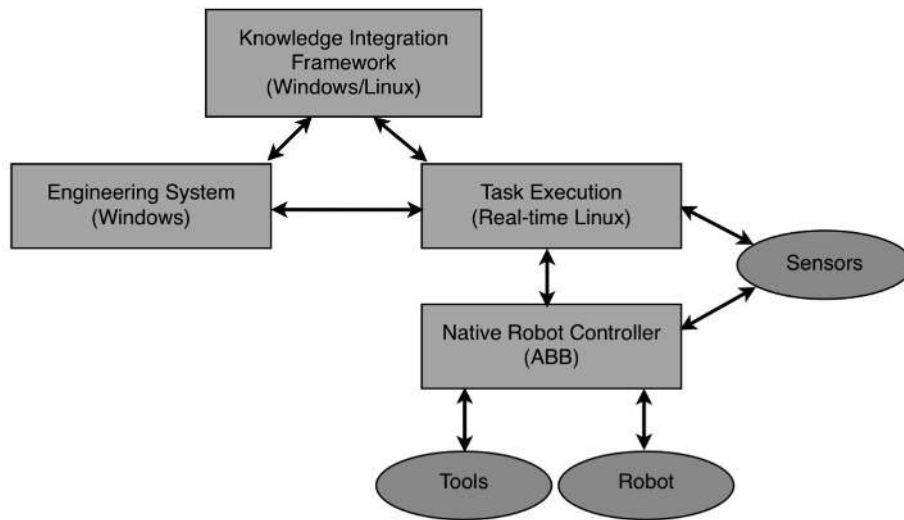 Knowledge Integration
Framework
(Windows/Linux)
Engineering System
(Windows)
Task Execution
(Real-time Linux)
Sensors
Native Robot Controller
(ABB)
Tools
Robot